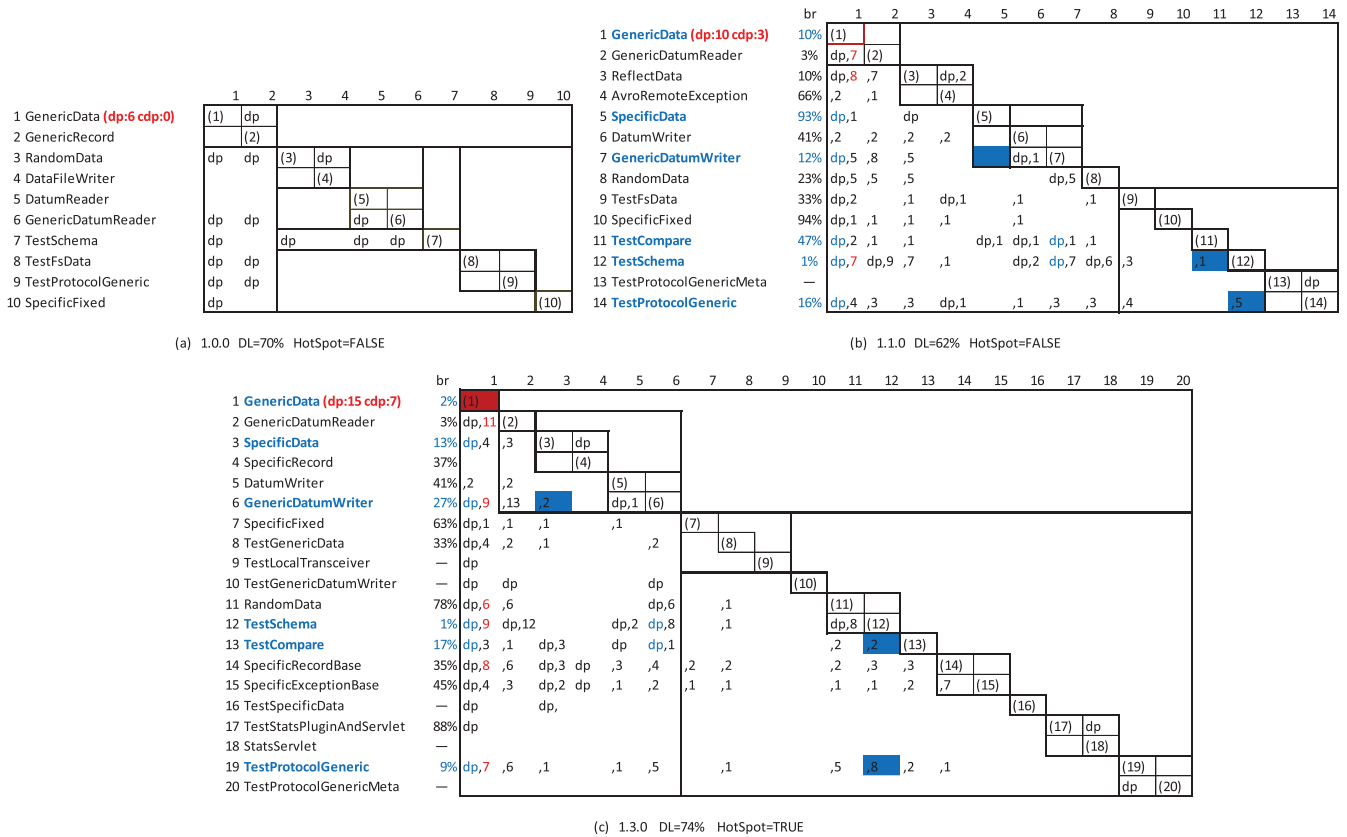 1 2 3 4 5 6 7 8 9 10
1 GenericData (dp:6 cdp:0) (1) dp
2 GenericRecord (2)
3 RandomData dp dp (3) dp
4 DataFileWriter (4)
5 DatumReader (5)
6 GenericDatumReader dp dp dp (6)
7 TestSchema dp dp dp dp (7)
8 TestFsData dp dp (8)
9 TestProtocolGeneric dp dp (9)
10 SpecificFixed dp (10)
(a) 1.0.0 DL=70% HotSpot=FALSE
br 1 2 3 4 5 6 7 8 9 10 11 12 13 14
1 GenericData (dp:10 cdp:3) 10% (1)
2 GenericDatumReader 3% dp,7 (2)
3 ReflectData 10% dp,8 ,7 (3) dp,2
4 AvroRemoteException 66% ,2 ,1 (4)
5 SpecificData 93% dp,1 dp (5)
6 DatumWriter 41% ,2 ,2 ,2 ,2 (6)
7 GenericDatumWriter 12% dp,5 ,8 ,5 dp,1 (7)
8 RandomData 23% dp,5 ,5 ,5 dp,5 (8)
9 TestFsData 33% dp,2 ,1 dp,1 ,1 ,1 (9)
10 SpecificFixed 94% dp,1 ,1 ,1 ,1 ,1 (10)
11 TestCompare 47% dp,2 ,1 ,1 dp,1 dp,1 dp,1 ,1 (11)
12 TestSchema 1% dp,7 dp,9 ,7 ,1 dp,2 dp,7 dp,6 ,3 ,1 (12)
13 TestProtocolGenericMeta — (13) dp
14 TestProtocolGeneric 16% dp,4 ,3 ,3 dp,1 ,1 ,3 ,3 ,4 ,5 (14)
(b) 1.1.0 DL=62% HotSpot=FALSE
br 1 2 3 4 5 6 7 8 9 10 11 12 13 14 15 16 17 18 20
1 GenericData (dp:15 cdp:7) 2% (1)
2 GenericDatumReader 3% dp,11 (2)
3 SpecificData 13% dp,4 ,3 (3) dp
4 SpecificRecord 37% (4)
5 DatumWriter 41% ,2 ,2 (5)
6 GenericDatumWriter 27% dp,9 ,13 ,2 dp,1 (6)
7 SpecificFixed 63% dp,1 ,1 ,1 ,1 (7)
8 TestGenericData 33% dp,4 ,2 ,1 ,2 (8)
9 TestLocalTransceiver — dp (9)
10 TestGenericDatumWriter — dp dp dp (10)
11 RandomData 78% dp,6 ,6 dp,6 ,1 (11)
12 TestSchema 1% dp,9 dp,12 dp,2 dp,8 ,1 dp,8 (12)
13 TestCompare 17% dp,3 ,1 dp,3 dp dp,1 ,2 ,2 (13)
14 SpecificRecordBase 35% dp,8 ,6 dp,3 dp ,3 ,4 ,2 ,2 ,2 ,3 ,3 (14)
15 SpecificExceptionBase 45% dp,4 ,3 dp,2 dp ,1 ,2 ,1 ,1 ,1 ,1 ,2 ,7 (15)
16 TestSpecificData — dp dp, (16)
17 TestStatsPluginAndServlet 88% dp (17) dp
18 StatsServlet — (18)
19 TestProtocolGeneric 9% dp,7 ,6 ,1 ,1 ,5 ,1 ,5 ,8 ,2 ,1 (19)
20 TestProtocolGenericMeta — dp (20)
(c) 1.3.0 DL=74% HotSpot=TRUE